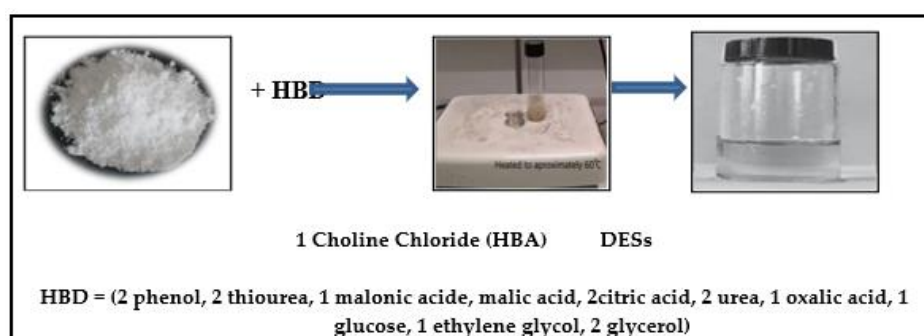 + HBD
Heated to aproximately 60℃
1 Choline Chloride (HBA) DESs
HBD = (2 phenol, 2 thiourea, 1 malonic acide, malic acid, 2citric acid, 2 urea, 1 oxalic acid, 1
glucose, 1 ethylene glycol, 2 glycerol)